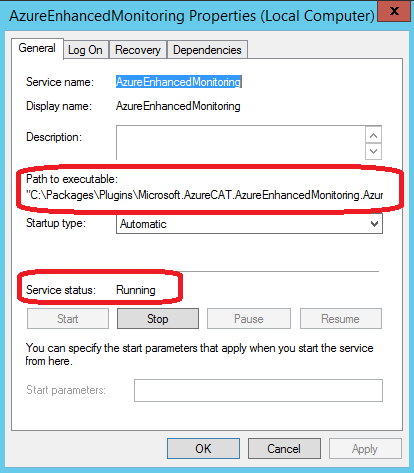 AzureEnhancedMonitoring Properties (Local Computer)
x
General Log On Recovery Dependencies
Service name: AzureEnhancedMonitoring
Display name: AzureEnhancedMonitoring
Description:
Path to executable:
"C:\Packages\Plugins\Microsoft.AzureCAT.AzureEnhancedMonitoring.Azur
Startup type: Automatic
Service status: Running
Start Stop Pause Resume
You can specify the start parameters that apply when you start the service
from here.
Start parameters:
OK Cancel Apply